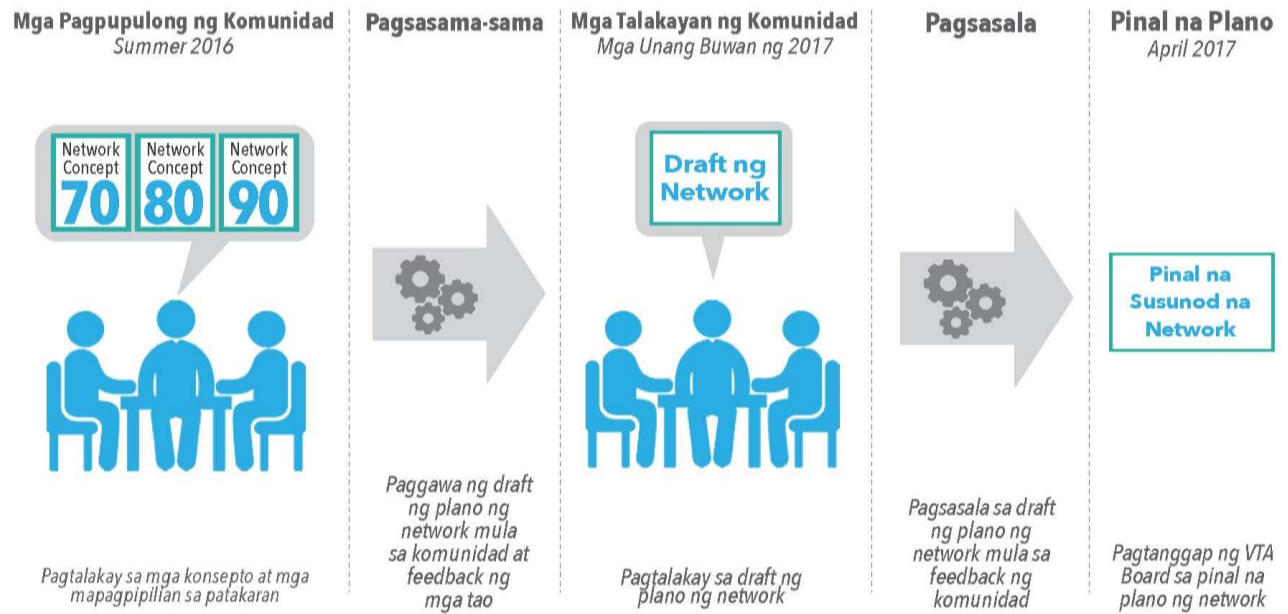 Mga Pagpupulong ng Komunidad
Summer 2016
Network
Concept
70
Network
Concept
80
Network
Concept
90
Pagtalakay sa mga konsepto at mga
mapagpipilian sa patakaran
Pagsasama-sama
Paggawa ng draft
ng plano ng
network mula
sa komunidad at
feedback ng
mga tao
Mga Talakayan ng Komunidad
Mga Unang Buwan ng 2017
Draft ng
Network
Pagtalakay sa draft ng
plano ng network
Pagsasala
Pagsasala sa draft
ng plano ng
network mula sa
feedback ng
komunidad
Pinal na Plano
April 2017
Pinal na
Susunod na
Network
Pagtanggap ng VTA
Board sa pinal na
plano ng network